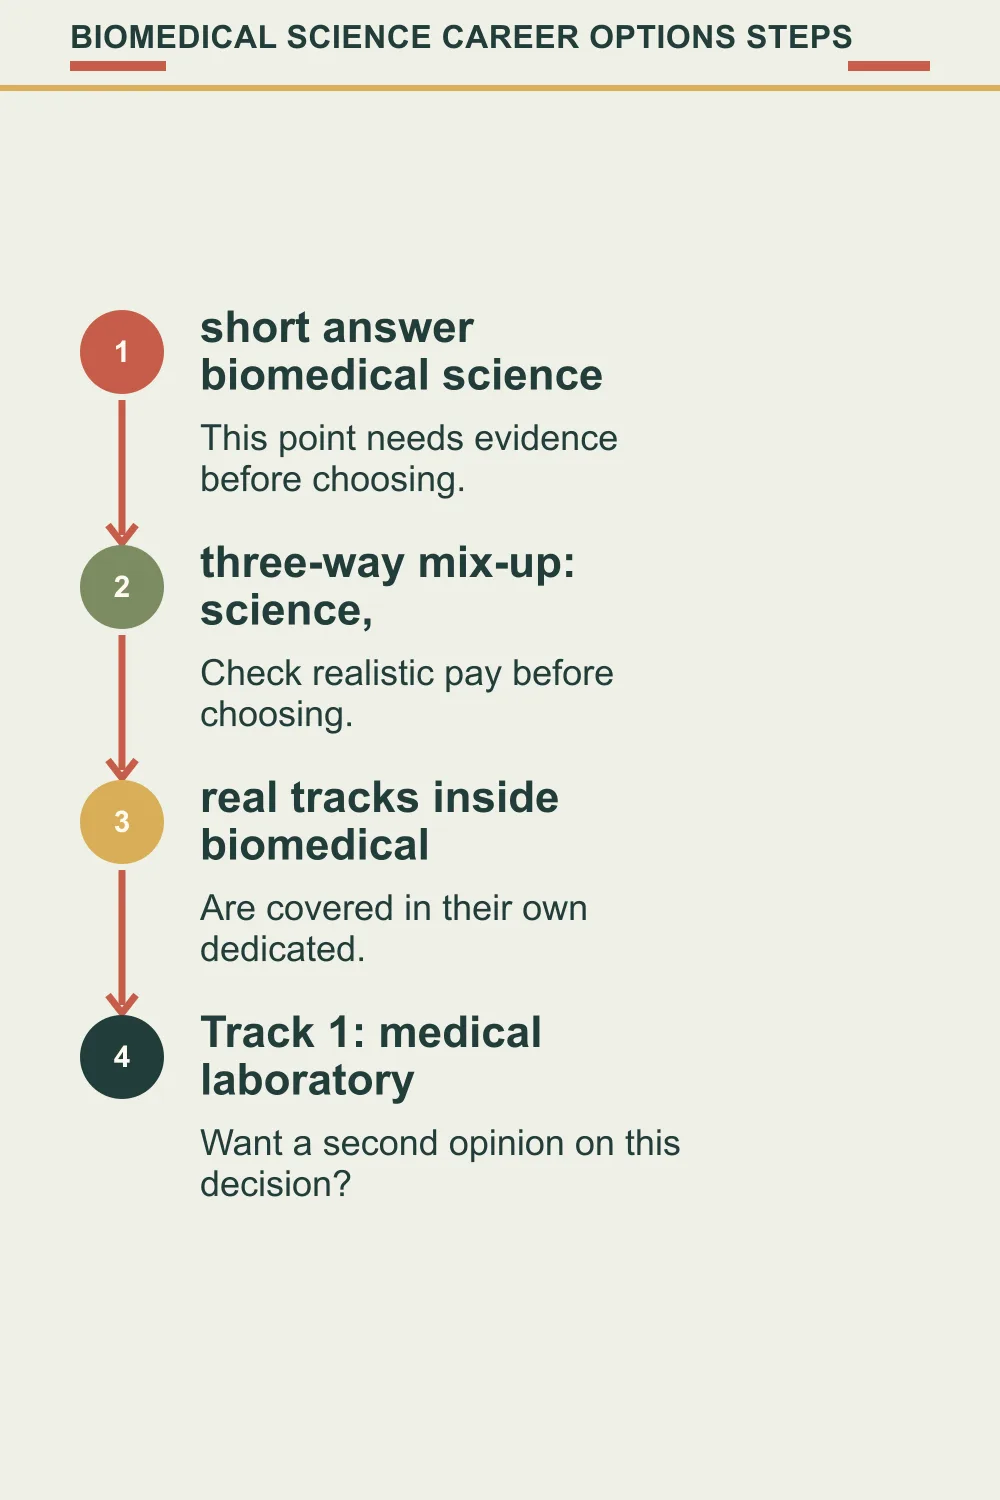 BIOMEDICAL SCIENCE CAREER OPTIONS STEPS
1
short answer
biomedical science
This point needs evidence
before choosing.
2
three-way mix-up:
science,
Check realistic pay before
choosing.
3
real tracks inside
biomedical
Are covered in their own
dedicated.
4
Track 1: medical
laboratory
Want a second opinion on this
decision?